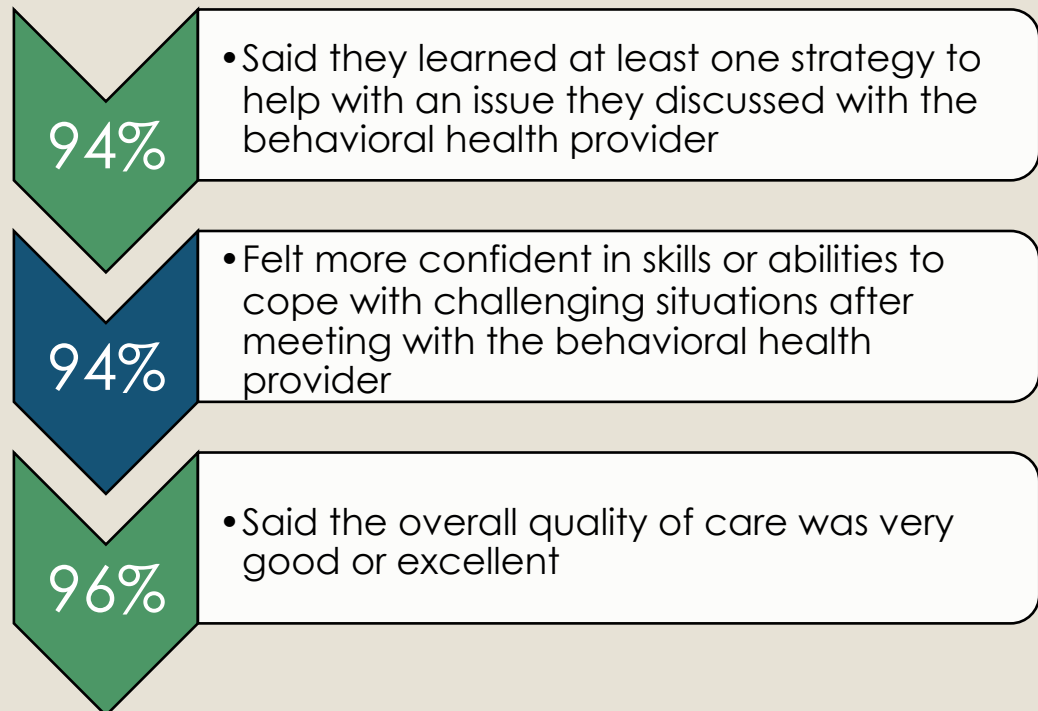 94%
•Said they learned at least one strategy to
help with an issue they discussed with the
behavioral health provider
94%
•Felt more confident in skills or abilities to
cope with challenging situations after
meeting with the behavioral health
provider
96%
•Said the overall quality of care was very
good or excellent